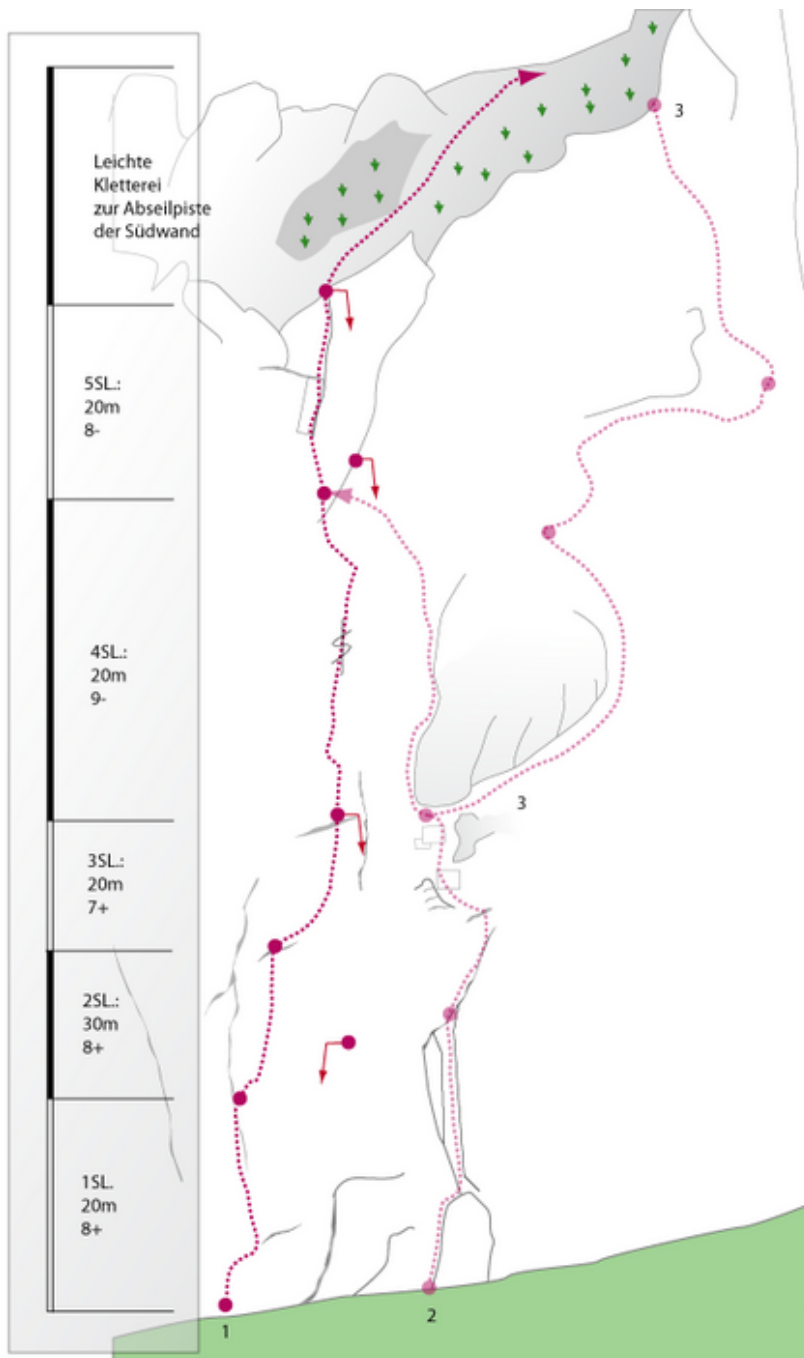 3
Leichte
Kletterei
zur Abseilpiste
der Südwand
5SL.:
20m
8-
4SL.:
20m
9-
3
3SL.:
20m
7+
2SL.:
30m
8+
1SL.
20m
8+
1
2